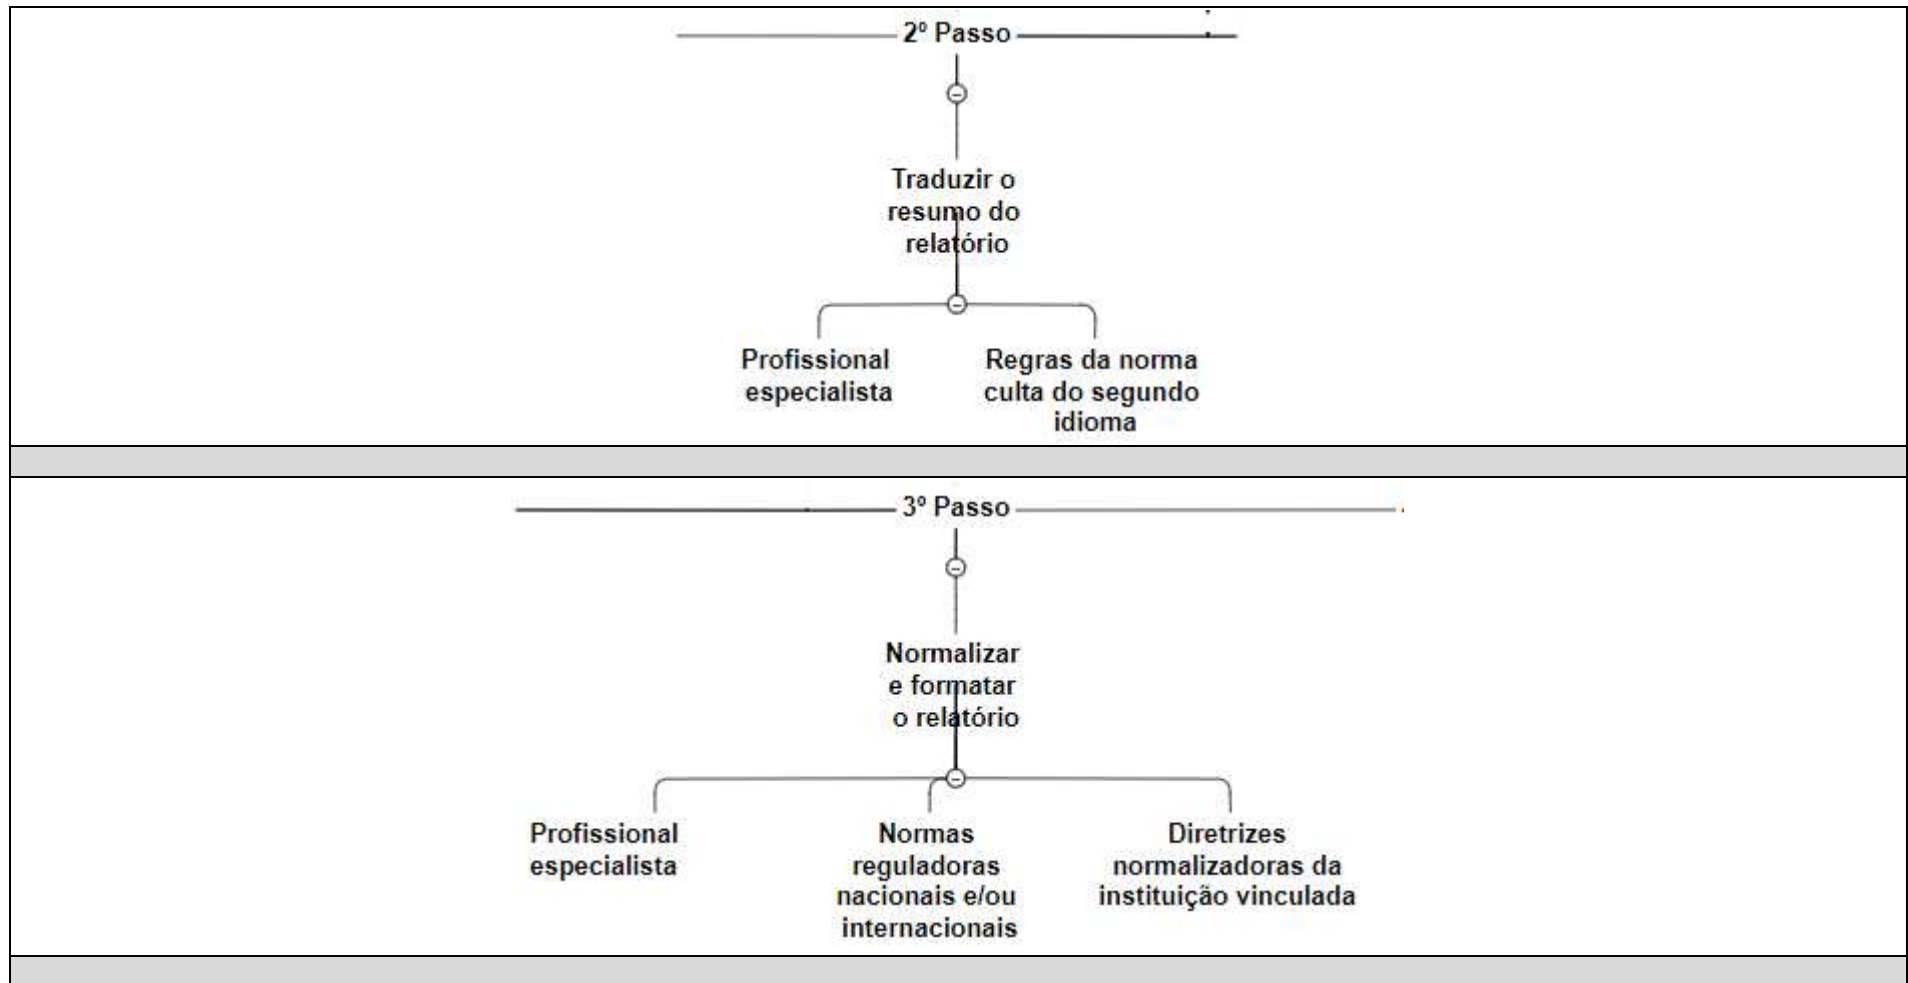 2º Passo
Traduzir o
resumo do
relatório
Profissional
especialista
Regras da norma
culta do segundo
idioma
3º Passo
Normalizar
e formatar
o relatório
Profissional
especialista
Normas
reguladoras
nacionais e/ou
internacionais
Diretrizes
normalizadoras da
instituição vinculada